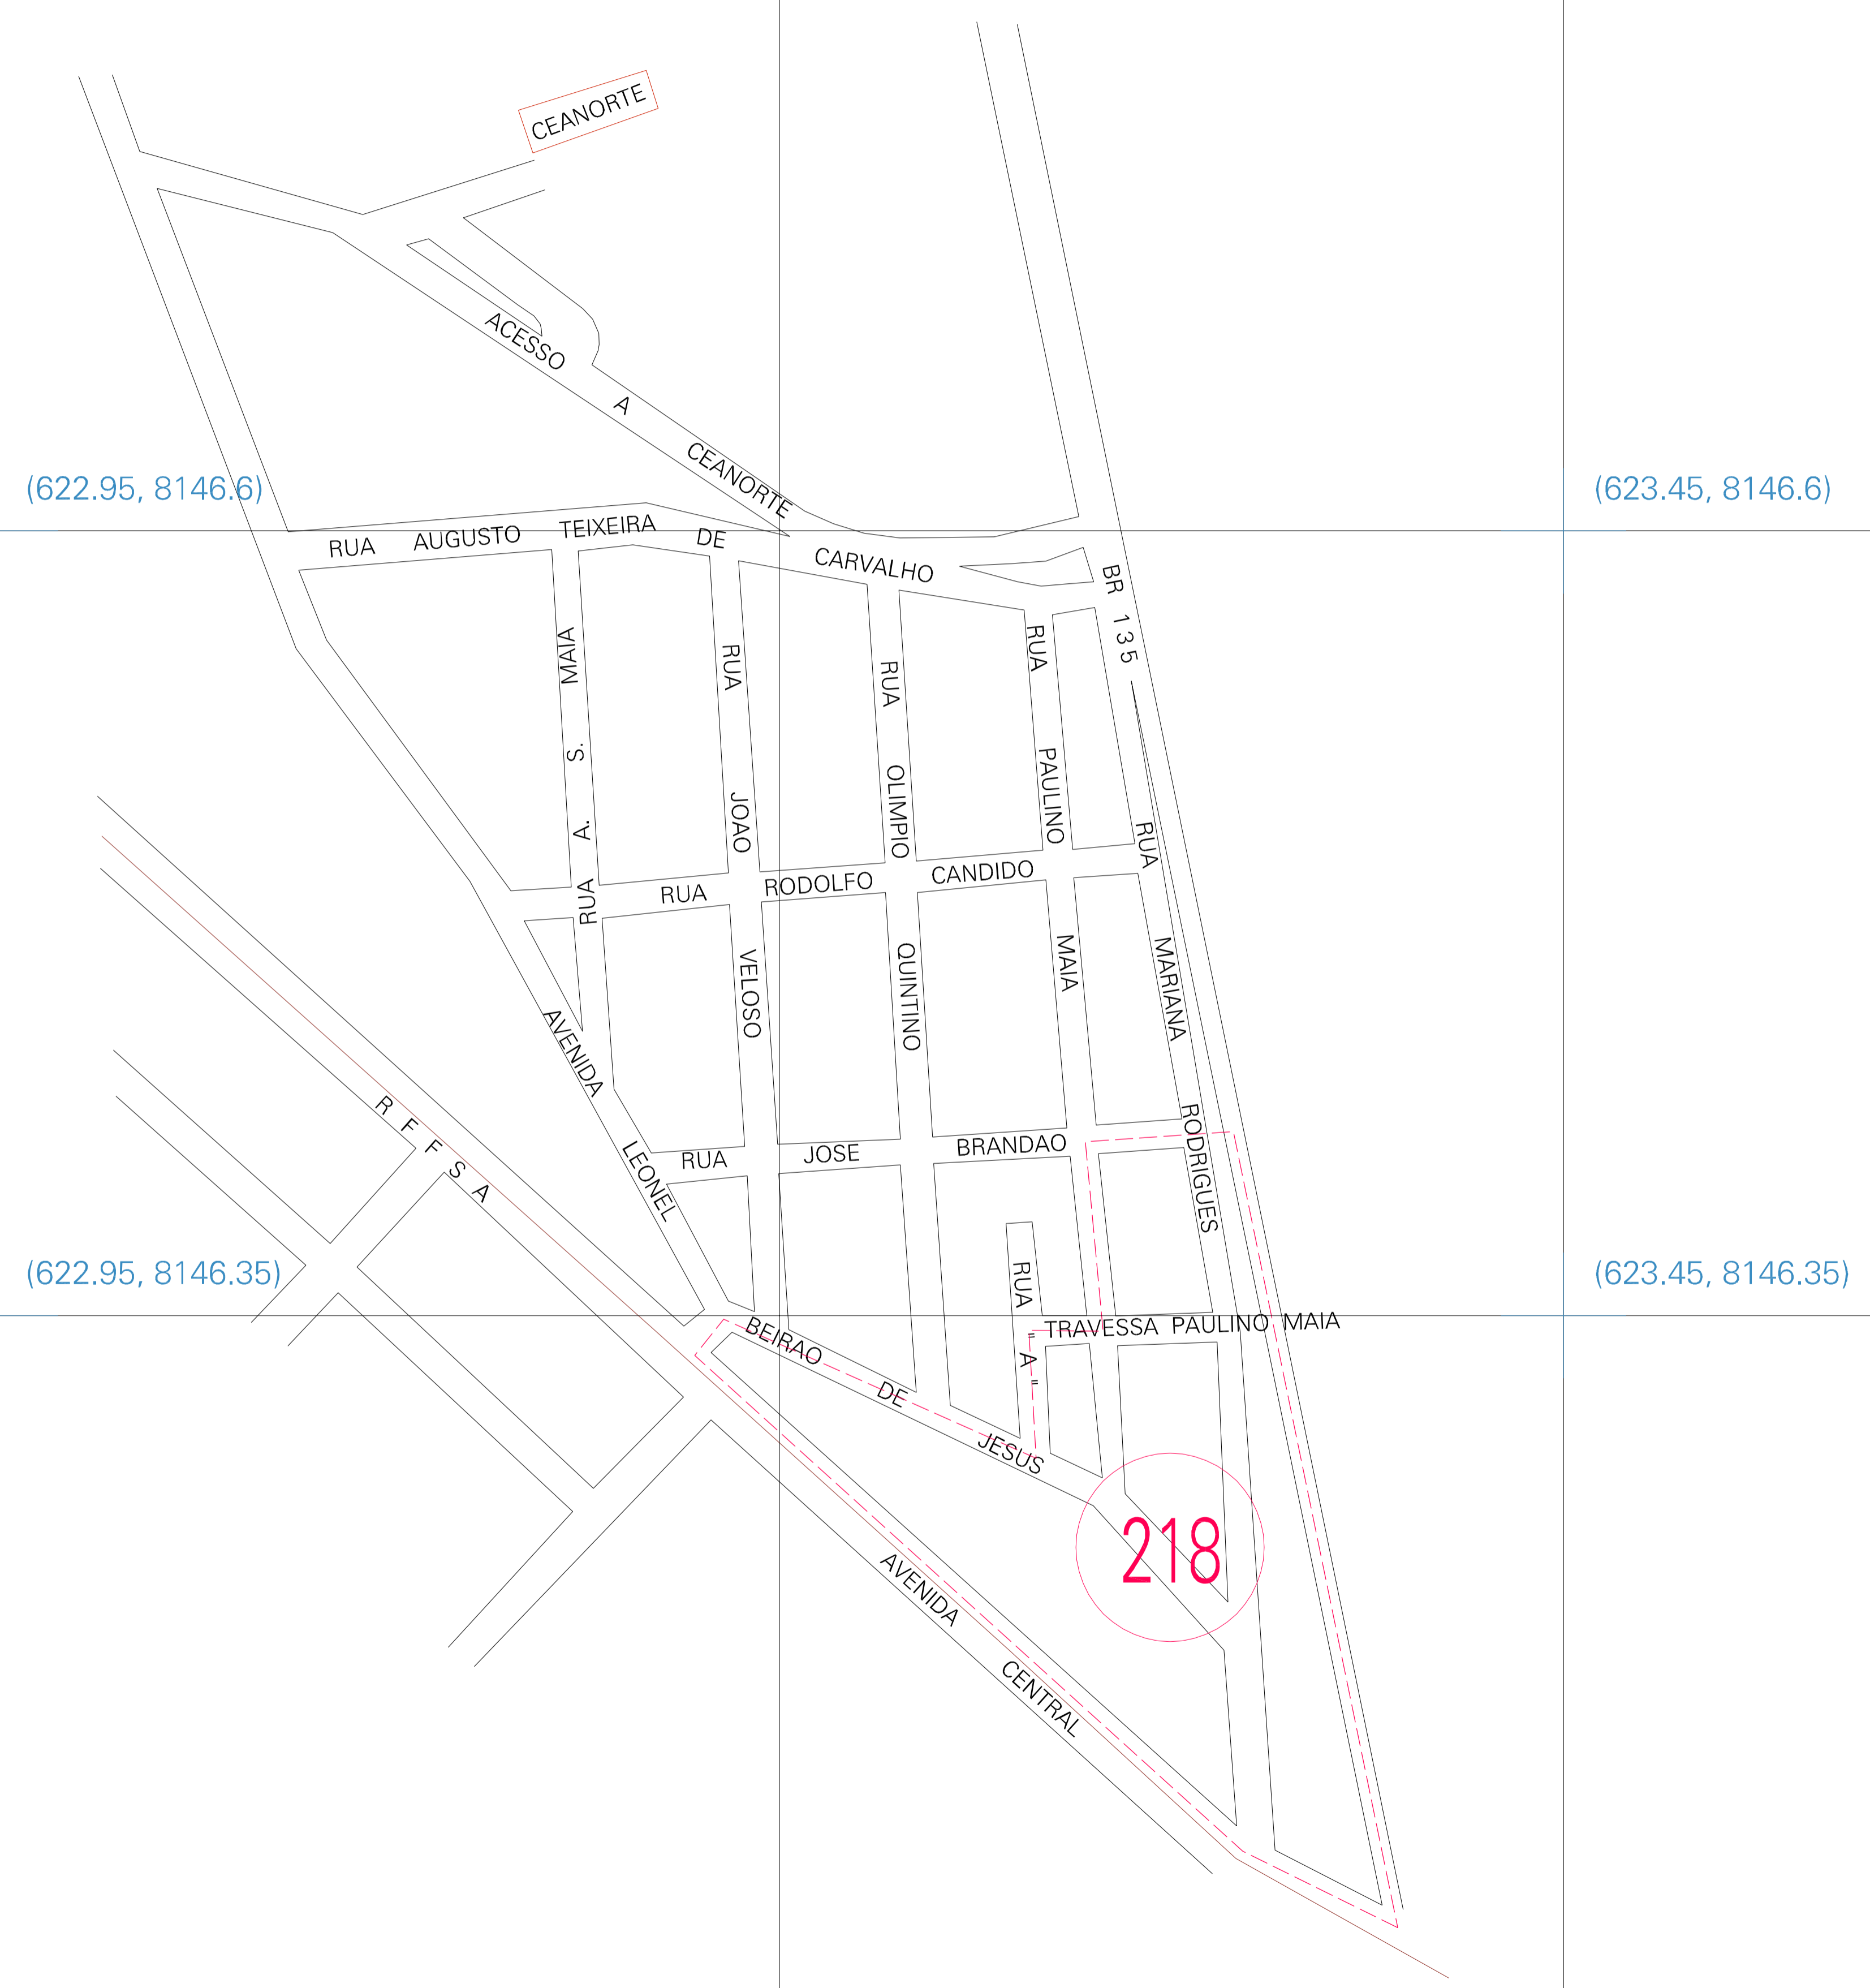 CEANORTE
ACESSO A CEANORTE
(622.95, 8146.6)
(623.45, 8146.6)
RUA AUGUSTO TEIXEIRA DE CARVALHO
BR 135
RUA A. S. MAIA
RUA JOAO VELOSO
RUA OLIMPIO QUINTINO
RUA PAULINO MAIA
RUA MARIANA RODRIGUES
RUA RODOLFO CANDIDO
AVENIDA LEONEL BEIRAO DE JESUS
R F F S A
RUA JOSE BRANDAO
(622.95, 8146.35)
(623.45, 8146.35)
RUA "A"
TRAVESSA PAULINO MAIA
218
AVENIDA CENTRAL